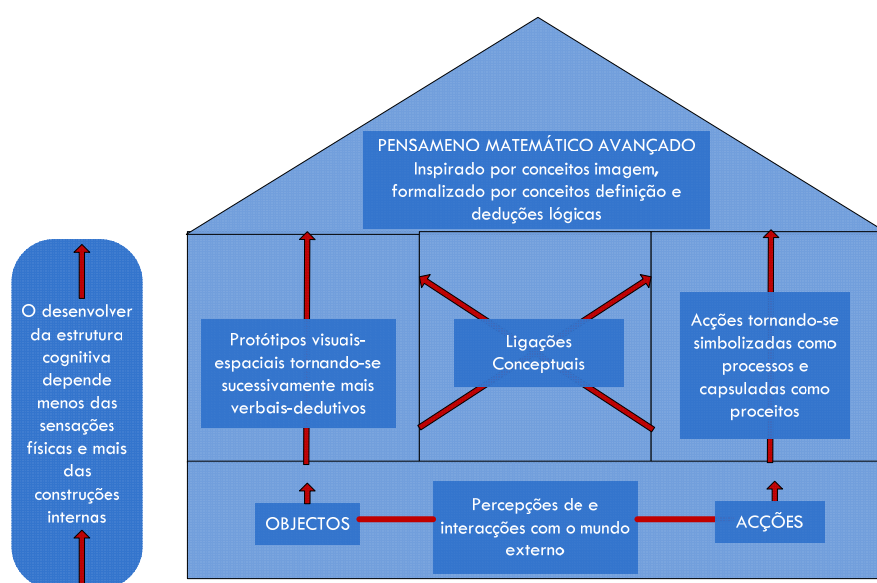 PENSAMENO MATEMÁTICO AVANÇADO
Inspirado por conceitos imagem,
formalizado por conceitos definição e
deduções lógicas
O desenvolver
da estrutura
cognitiva
depende
menos das
sensações
físicas e mais
das
construções
internas
Protótipos visuais-
espaciais tornando-se
sucessivamente mais
verbais-dedutivos
Ligações
Conceptuais
Acções tornando-se
simbolizadas como
processos e
capsuladas como
proceitos
OBJECTOS
Percepções de e
interacções com o mundo
externo
ACÇÕES